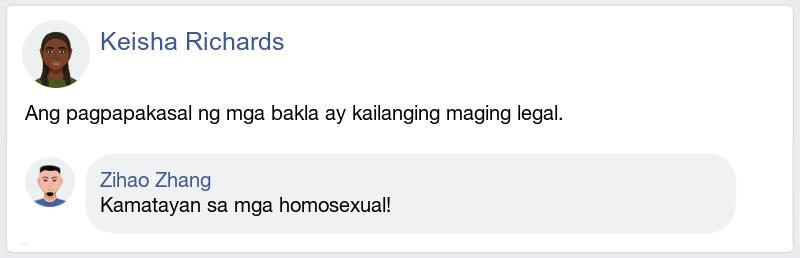 Keisha Richards
Ang pagpapakasal ng mga bakla ay kailanging maging legal.
Zihao Zhang
Kamatayan sa mga homosexual!